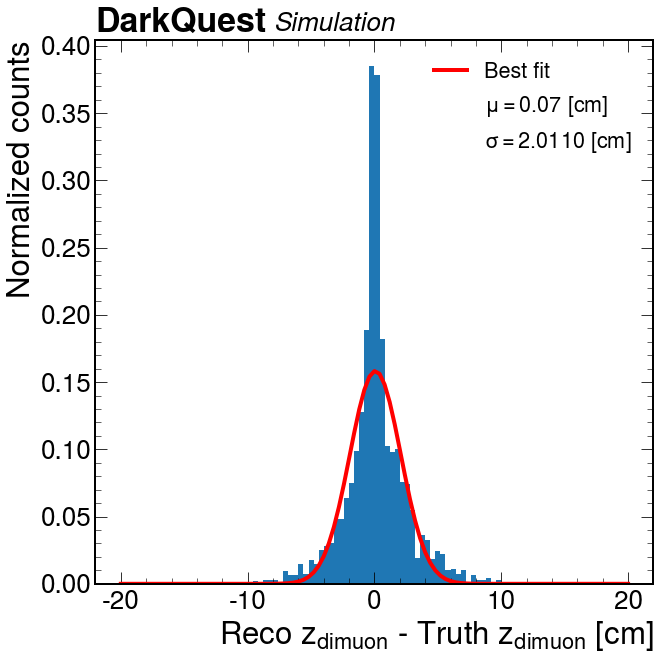 DarkQuest Simulation
Normalized counts
0.40
0.35
0.30
0.25
0.20
0.15
0.10
0.05
0.00
Best fit
μ = 0.07 [cm]
σ = 2.0110 [cm]
-20 -10 0 10 20
Reco z_dimuon - Truth z_dimuon [cm]